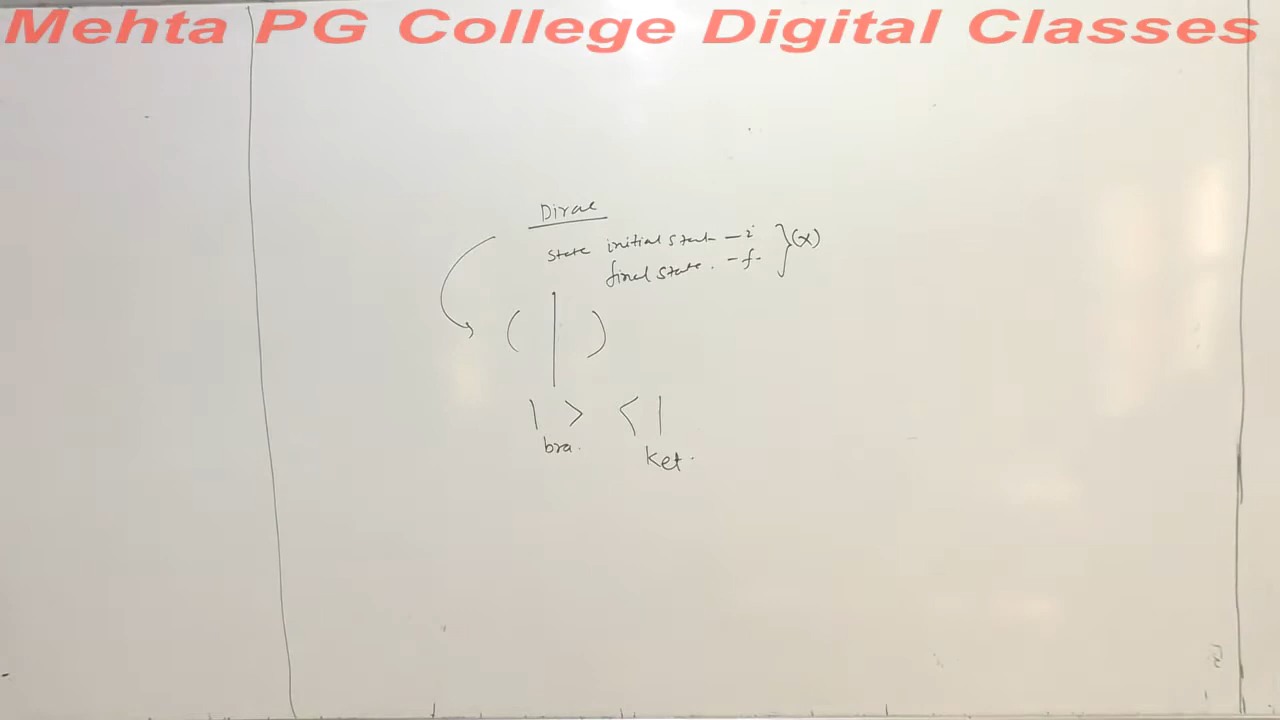 Mehta PG College Digital Classes
Dirac
state initial state - i
final state. - f- } (x)
( | )
| > < |
bra. ket.